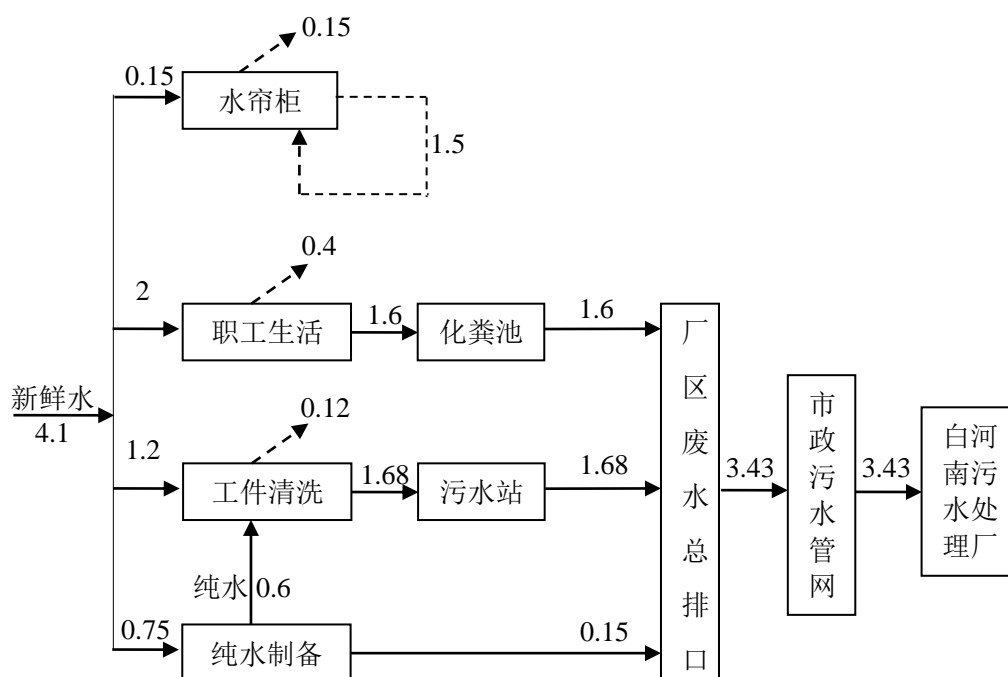 0.15
0.15
水帘柜
1.5
0.4
2
职工生活
1.6
化粪池
1.6
新鲜水
4.1
0.12
1.2
工件清洗
1.68
污水站
1.68
纯水
0.6
0.75
纯水制备
0.15
厂
区
废
水
总
排
口
3.43
市
政
污
水
管
网
3.43
白河
南污
水处
理厂